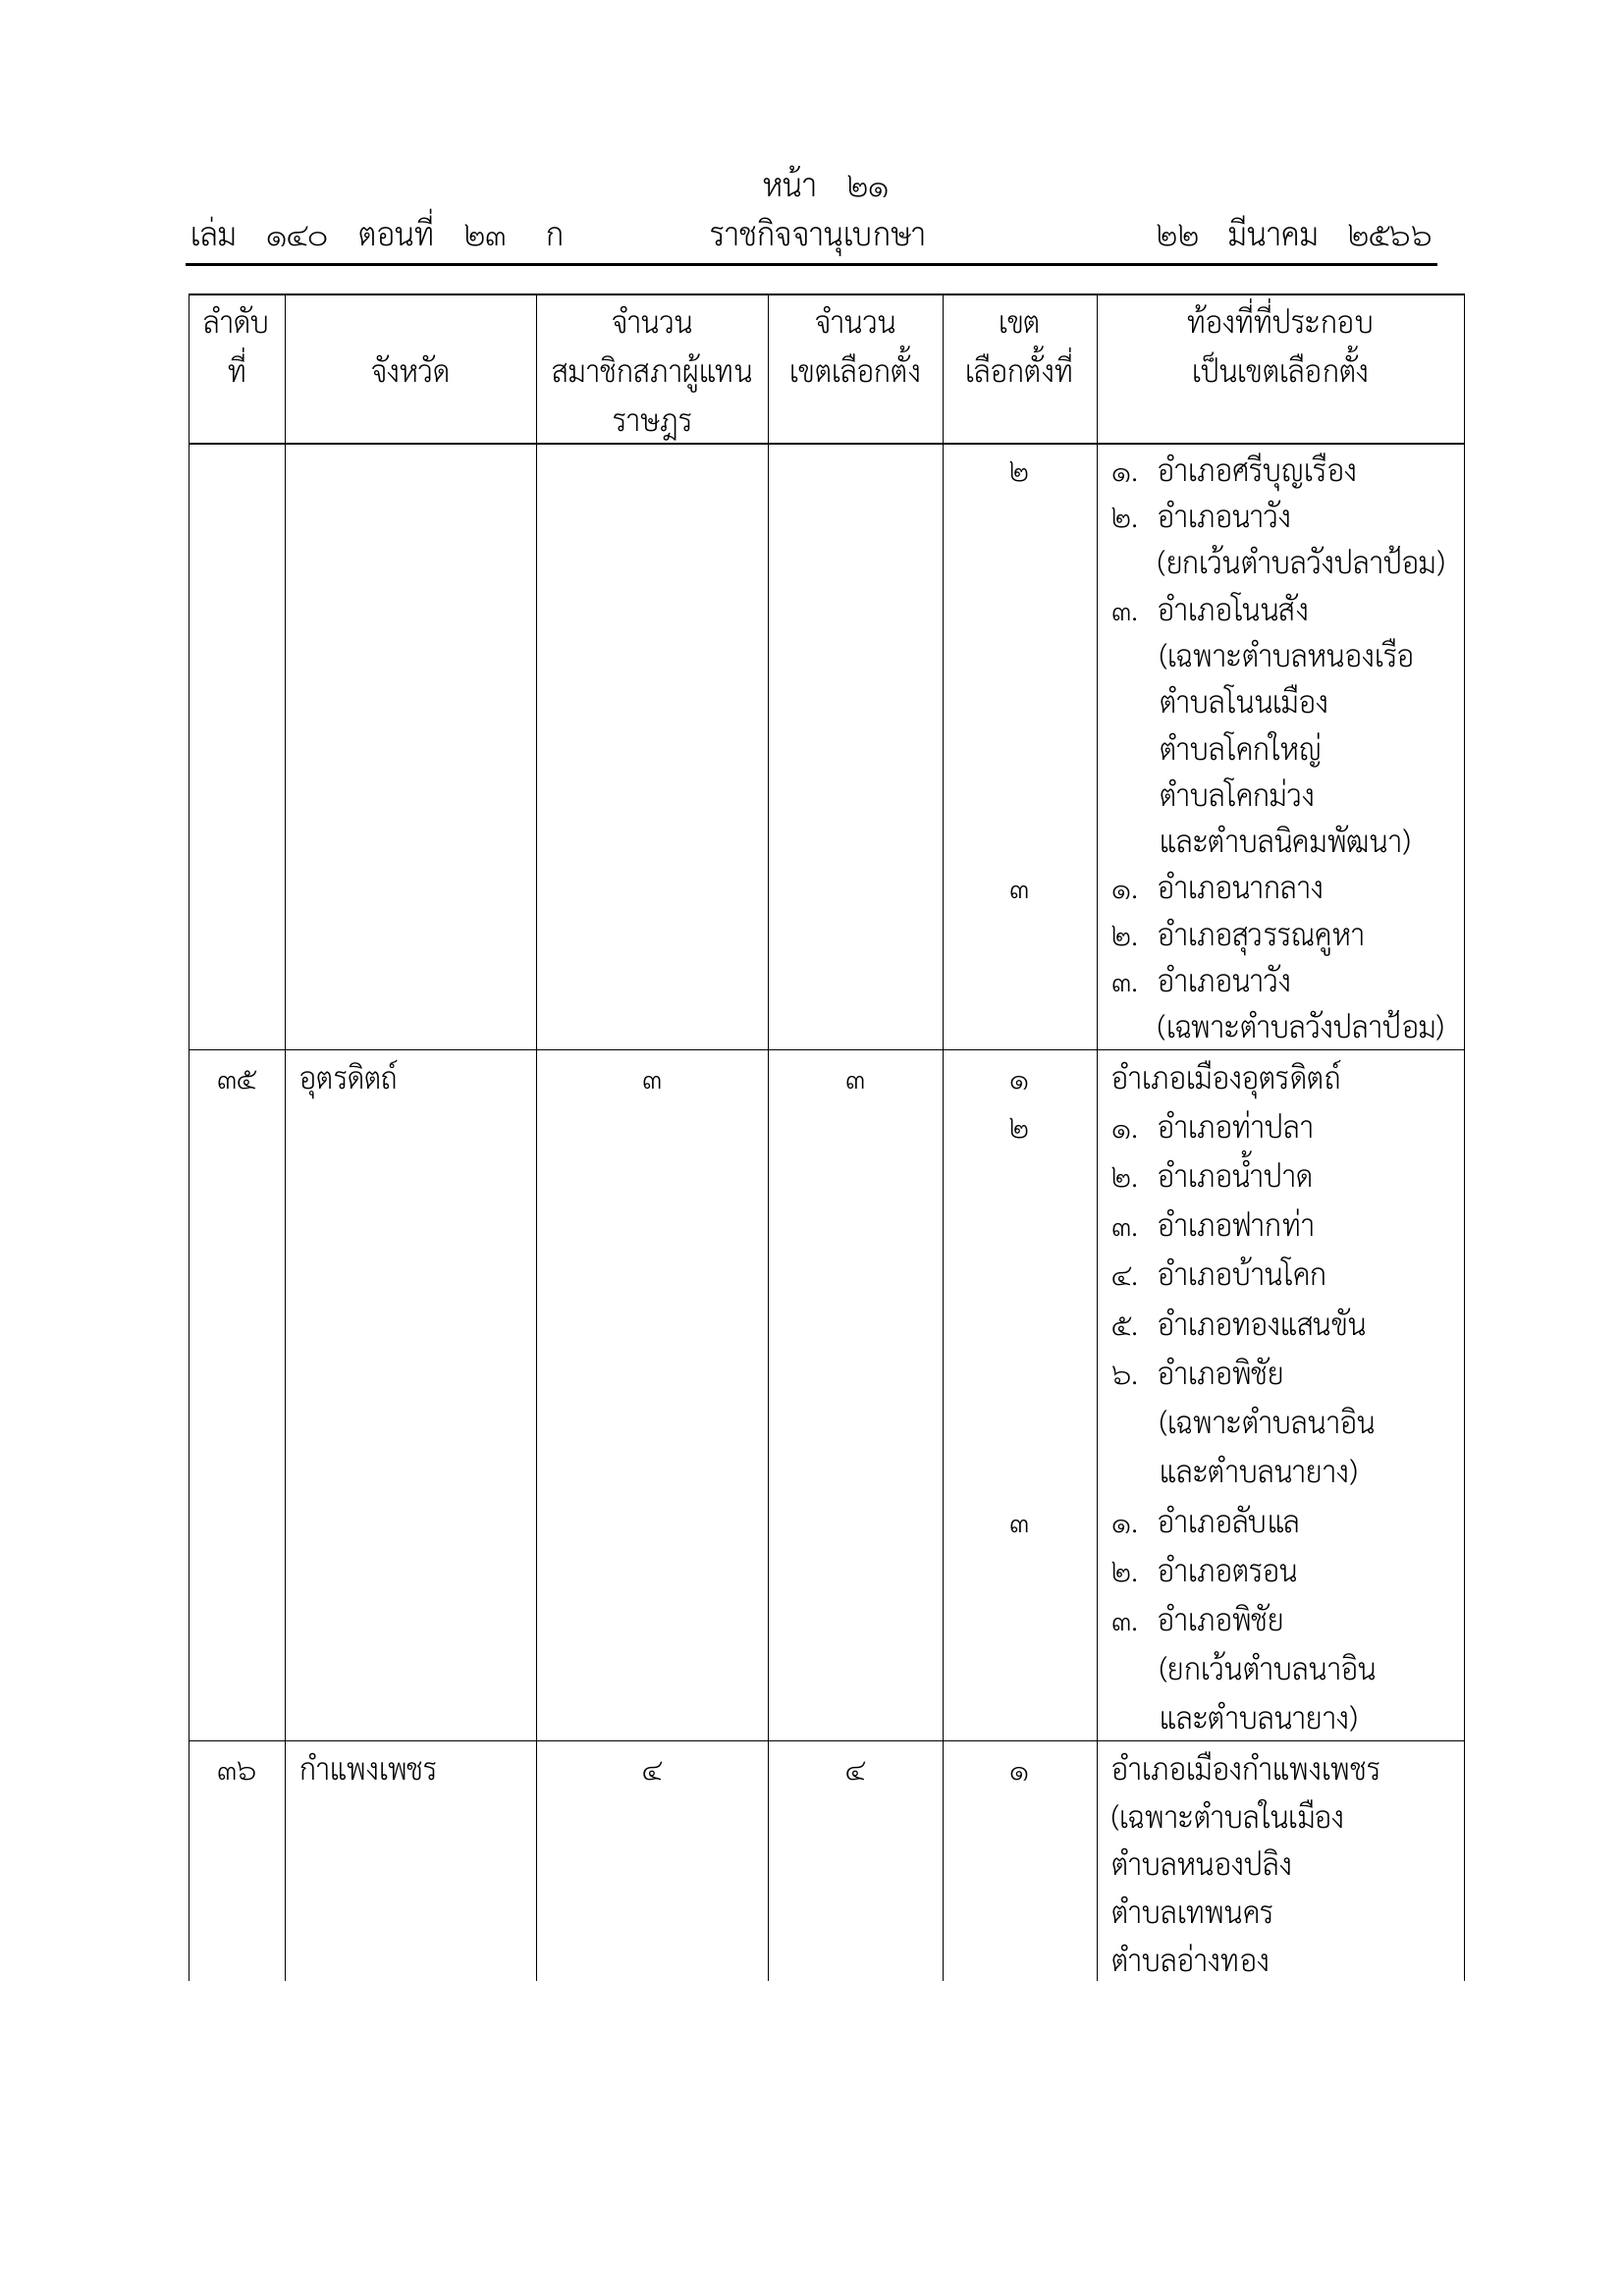 หน้า ๒๑
เล่ม ๑๔๐ ตอนที่ ๒๓ ก ราชกิจจานุเบกษา ๒๒ มีนาคม ๒๕๖๖
ลำดับ จำนวน จำนวน เขต ท้องที่ที่ประกอบ
ที่ จังหวัด สมาชิกสภาผู้แทน เขตเลือกตั้ง เลือกตั้งที่ เป็นเขตเลือกตั้ง
ราษฎร
๒ ๑. อำเภอศรีบุญเรือง
๒. อำเภอนาวัง
(ยกเว้นตำบลวังปลาป้อม)
๓. อำเภอโนนสัง
(เฉพาะตำบลหนองเรือ
ตำบลโนนเมือง
ตำบลโคกใหญ่
ตำบลโคกม่วง
และตำบลนิคมพัฒนา)
๓ ๑. อำเภอนากลาง
๒. อำเภอสุวรรณคูหา
๓. อำเภอนาวัง
(เฉพาะตำบลวังปลาป้อม)
๓๕ อุตรดิตถ์ ๓ ๓ ๑ อำเภอเมืองอุตรดิตถ์
๒ ๑. อำเภอท่าปลา
๒. อำเภอน้ำปาด
๓. อำเภอฟากท่า
๔. อำเภอบ้านโคก
๕. อำเภอทองแสนขัน
๖. อำเภอพิชัย
(เฉพาะตำบลนาอิน
และตำบลนายาง)
๓ ๑. อำเภอลับแล
๒. อำเภอตรอน
๓. อำเภอพิชัย
(ยกเว้นตำบลนาอิน
และตำบลนายาง)
๓๖ กำแพงเพชร ๔ ๔ ๑ อำเภอเมืองกำแพงเพชร
(เฉพาะตำบลในเมือง
ตำบลหนองปลิง
ตำบลเทพนคร
ตำบลอ่างทอง